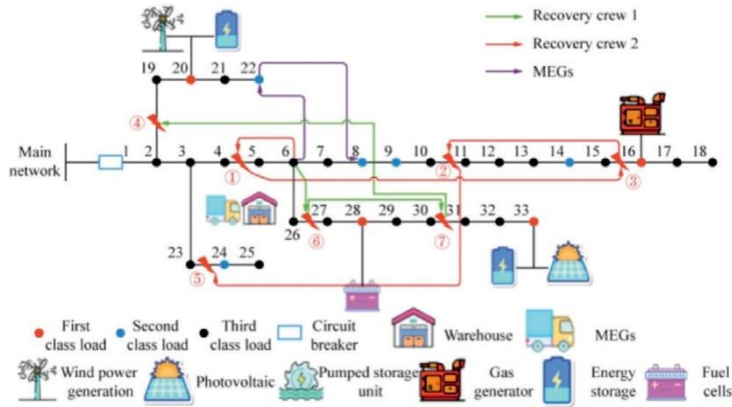 Recovery crew 1
Recovery crew 2
MEGs
19 20 21 22
④
Main
network
1 2 3 4 5 6 7 8 9 10 11 12 13 14 15 16 17 18
① ② ③
27 28 29 30 31 32 33
26
⑥ ⑦
23 24 25
⑤
First
class load
Second
class load
Third
class load
Circuit
breaker
Warehouse
MEGs
Wind power
generation
Photovoltaic
Pumped storage
unit
Gas
generator
Energy
storage
Fuel
cells